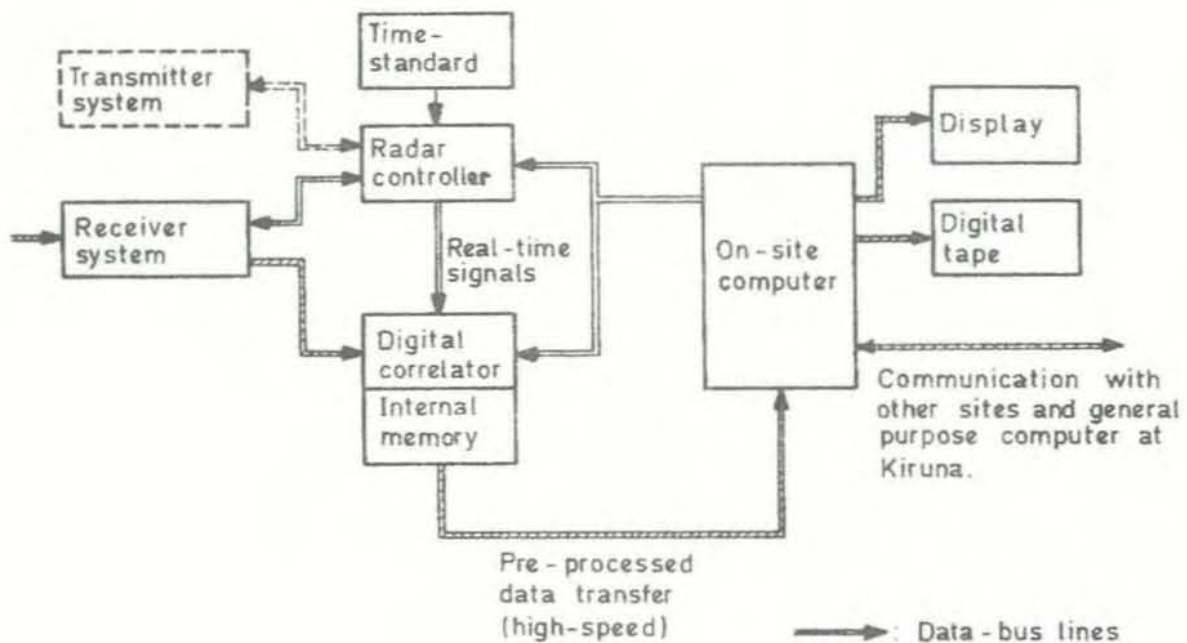 Time-
standard
Transmitter
system
Radar
controller
Display
Receiver
system
Real-time
signals
On-site
computer
Digital
tape
Digital
correlator
Internal
memory
Communication with
other sites and general
purpose computer at
Kiruna.
Pre-processed
data transfer
(high-speed)
: Data-bus lines